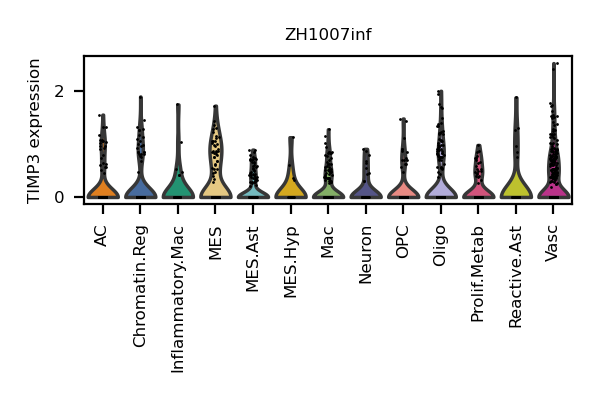 ZH1007inf
TIMP3 expression
2
0
AC
Chromatin.Reg
Inflammatory.Mac
MES
MES.Ast
MES.Hyp
Mac
Neuron
OPC
Oligo
Prolif.Metab
Reactive.Ast
Vasc